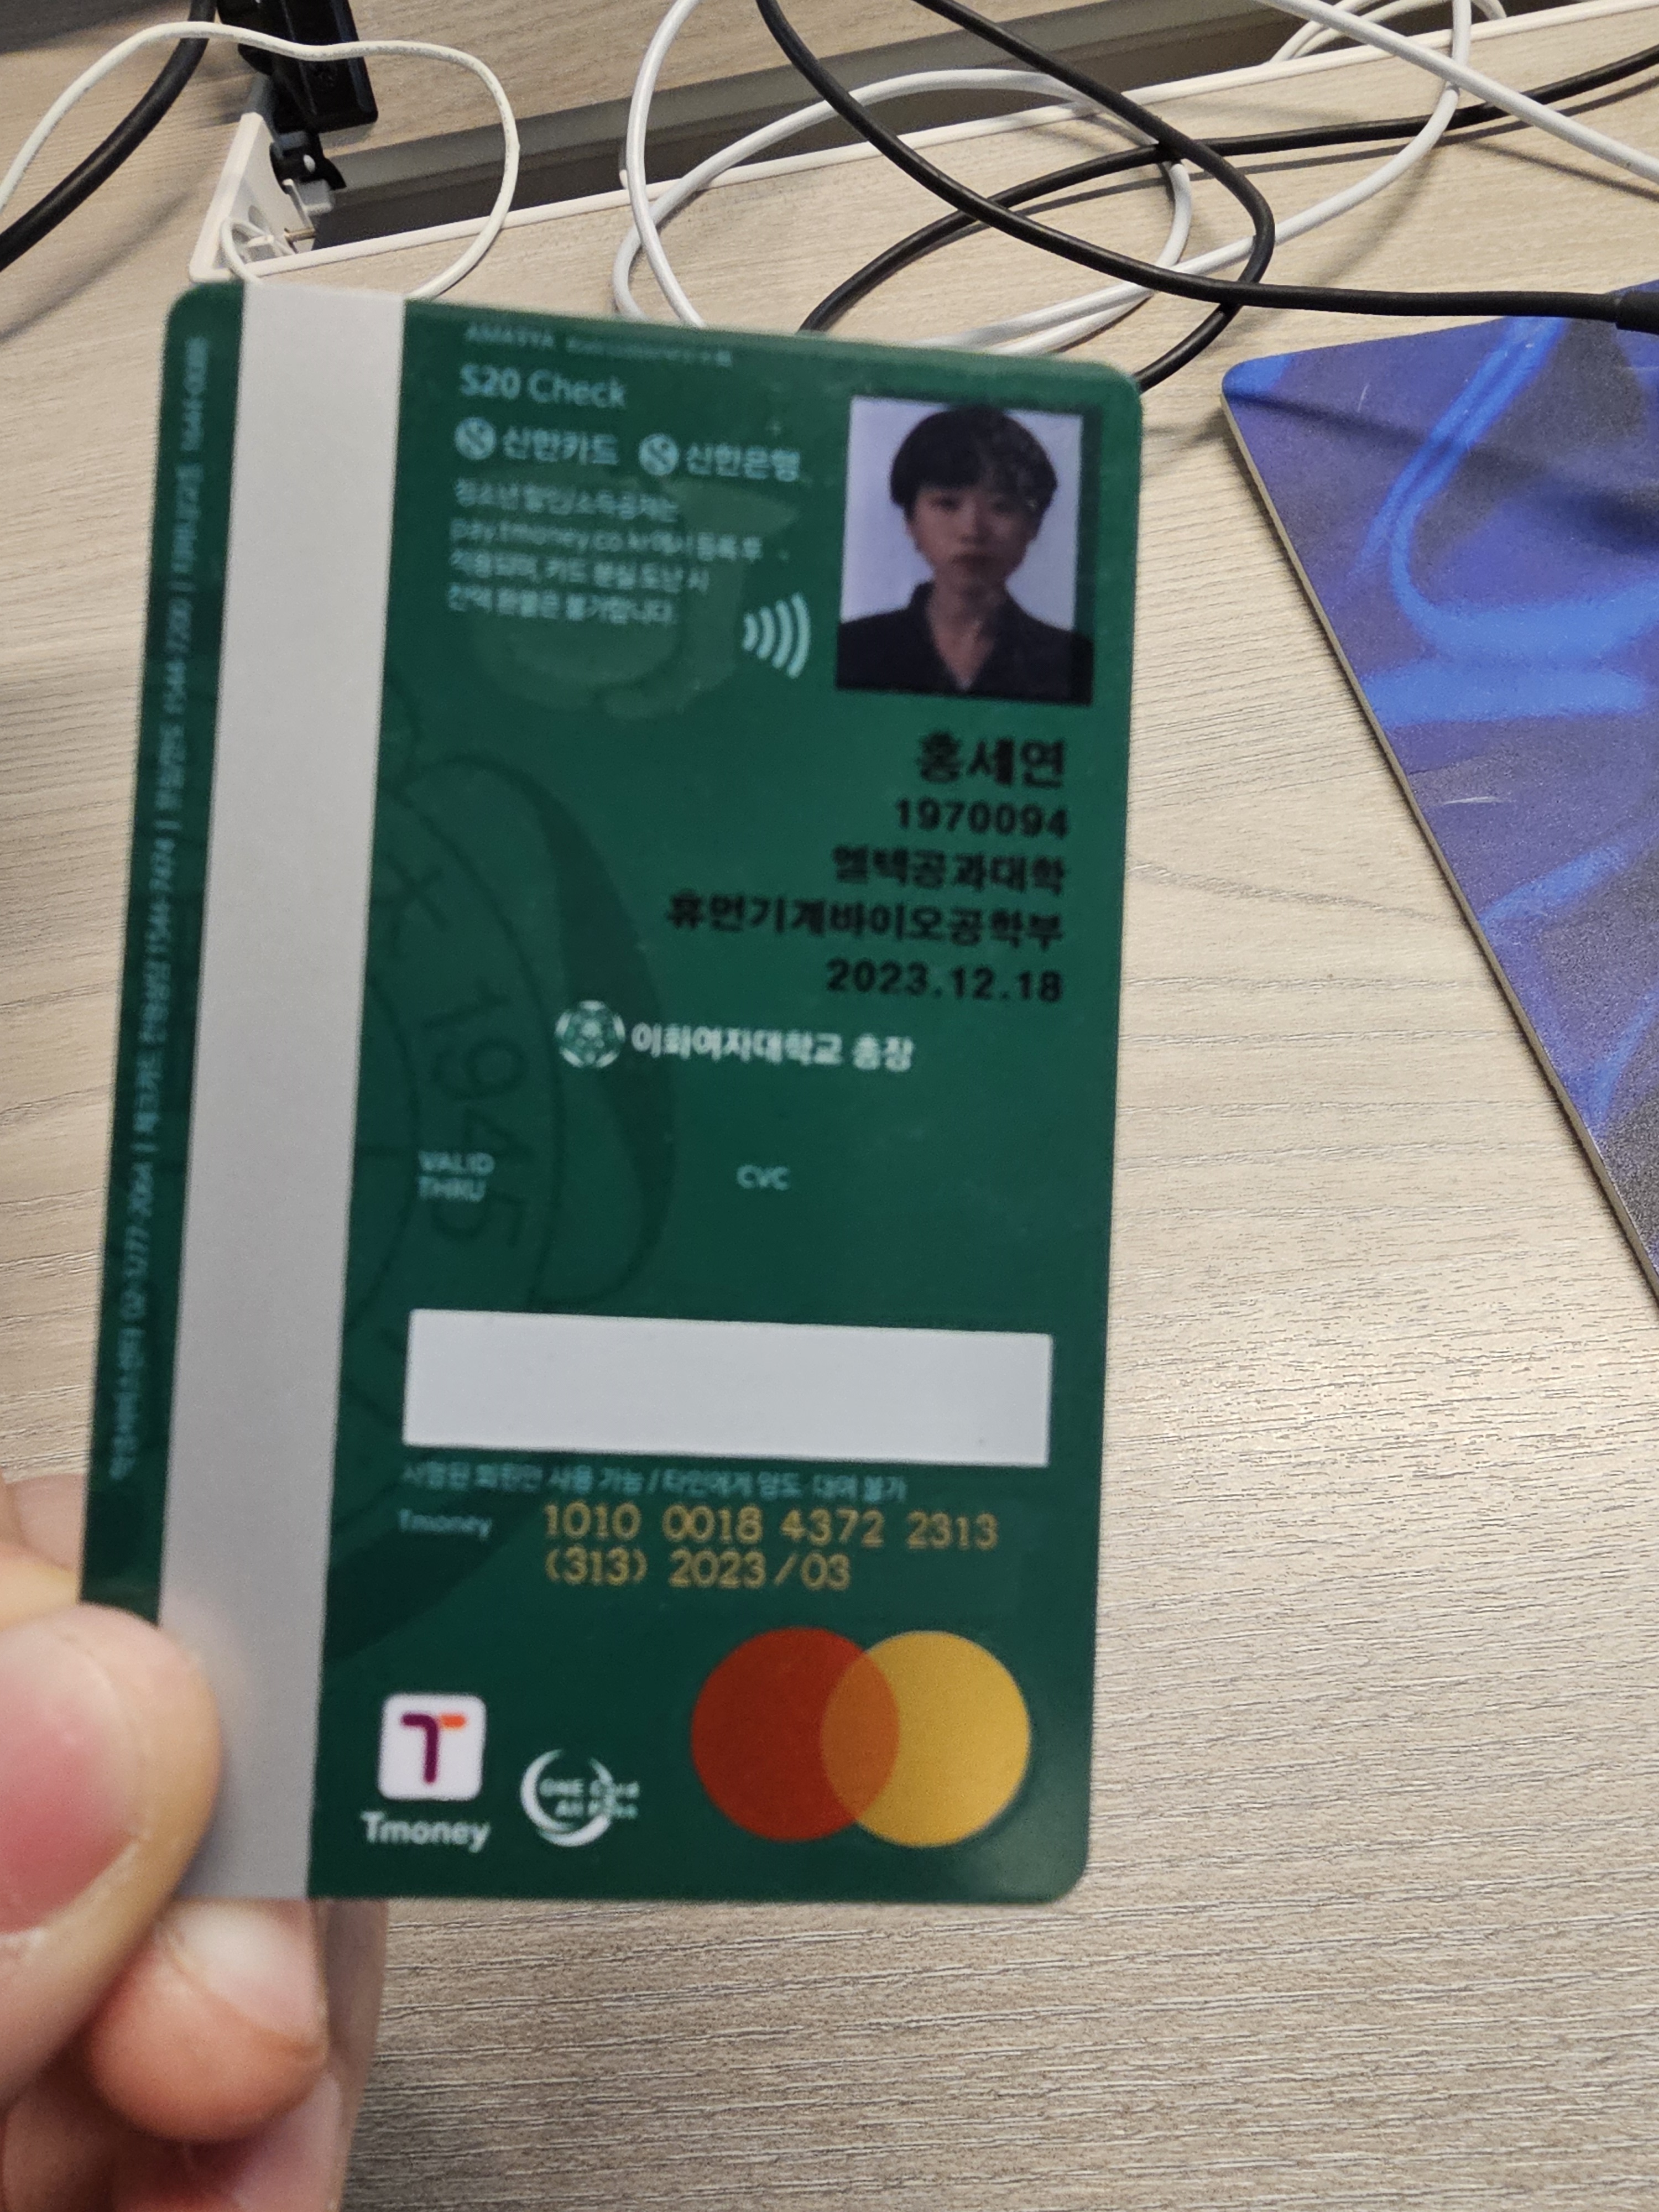 S20 Check
신한카드 신한은행
청소년 할인/소득공제는
pay.tmoney.co.kr에서 등록 후
적용되며, 카드 분실 도난 시
잔액 환불은 불가합니다.
홍세연
1970094
엘텍공과대학
휴먼기계바이오공학부
2023.12.18
이화여자대학교 총장
1945
VALID
THRU
CVC
서명된 회원만 사용 가능 / 타인에게 양도·대여 불가
Tmoney 1010 0018 4372 2313
(313) 2023/03
Tmoney
ONE Card
All Pass